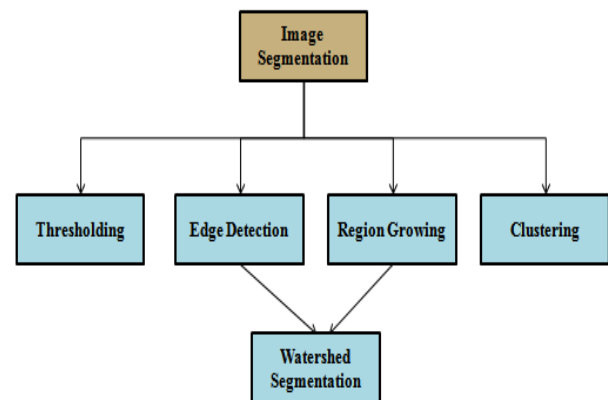 Image
Segmentation
Thresholding
Edge Detection
Region Growing
Clustering
Watershed
Segmentation